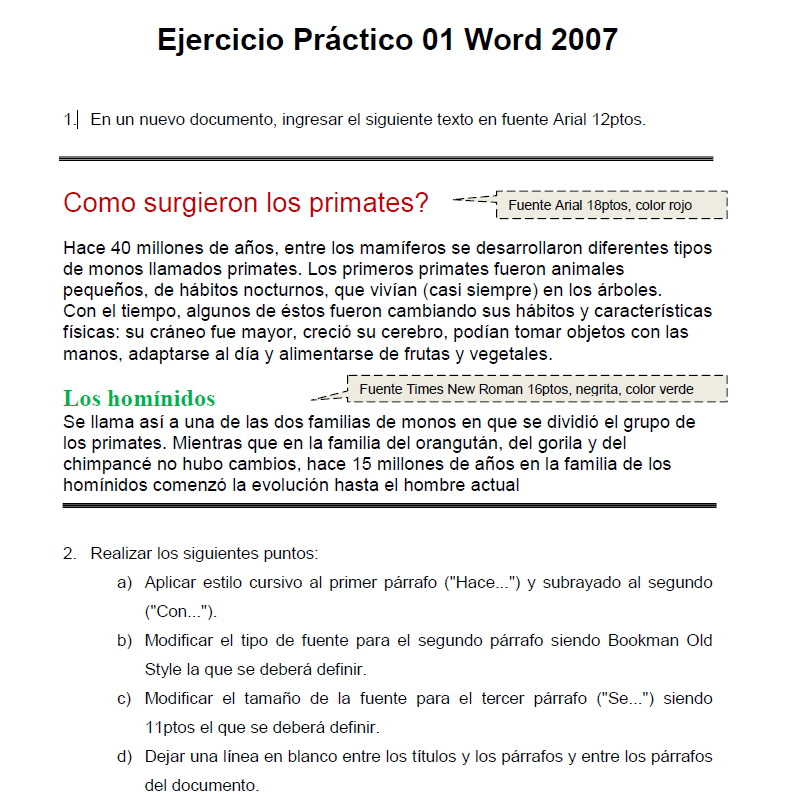 Ejercicio Práctico 01 Word 2007
1. En un nuevo documento, ingresar el siguiente texto en fuente Arial 12ptos.
Como surgieron los primates?
Fuente Arial 18ptos, color rojo
Hace 40 millones de años, entre los mamíferos se desarrollaron diferentes tipos
de monos llamados primates. Los primeros primates fueron animales
pequeños, de hábitos nocturnos, que vivían (casi siempre) en los árboles.
Con el tiempo, algunos de éstos fueron cambiando sus hábitos y características
físicas: su cráneo fue mayor, creció su cerebro, podían tomar objetos con las
manos, adaptarse al día y alimentarse de frutas y vegetales.
Fuente Times New Roman 16ptos, negrita, color verde
Los homínidos
Se llama así a una de las dos familias de monos en que se dividió el grupo de
los primates. Mientras que en la familia del orangután, del gorila y del
chimpancé no hubo cambios, hace 15 millones de años en la familia de los
homínidos comenzó la evolución hasta el hombre actual
2. Realizar los siguientes puntos:
a) Aplicar estilo cursivo al primer párrafo ("Hace...") y subrayado al segundo
("Con...").
b) Modificar el tipo de fuente para el segundo párrafo siendo Bookman Old
Style la que se deberá definir.
c) Modificar el tamaño de la fuente para el tercer párrafo ("Se...") siendo
11ptos el que se deberá definir.
d) Dejar una línea en blanco entre los títulos y los párrafos y entre los párrafos
del documento.